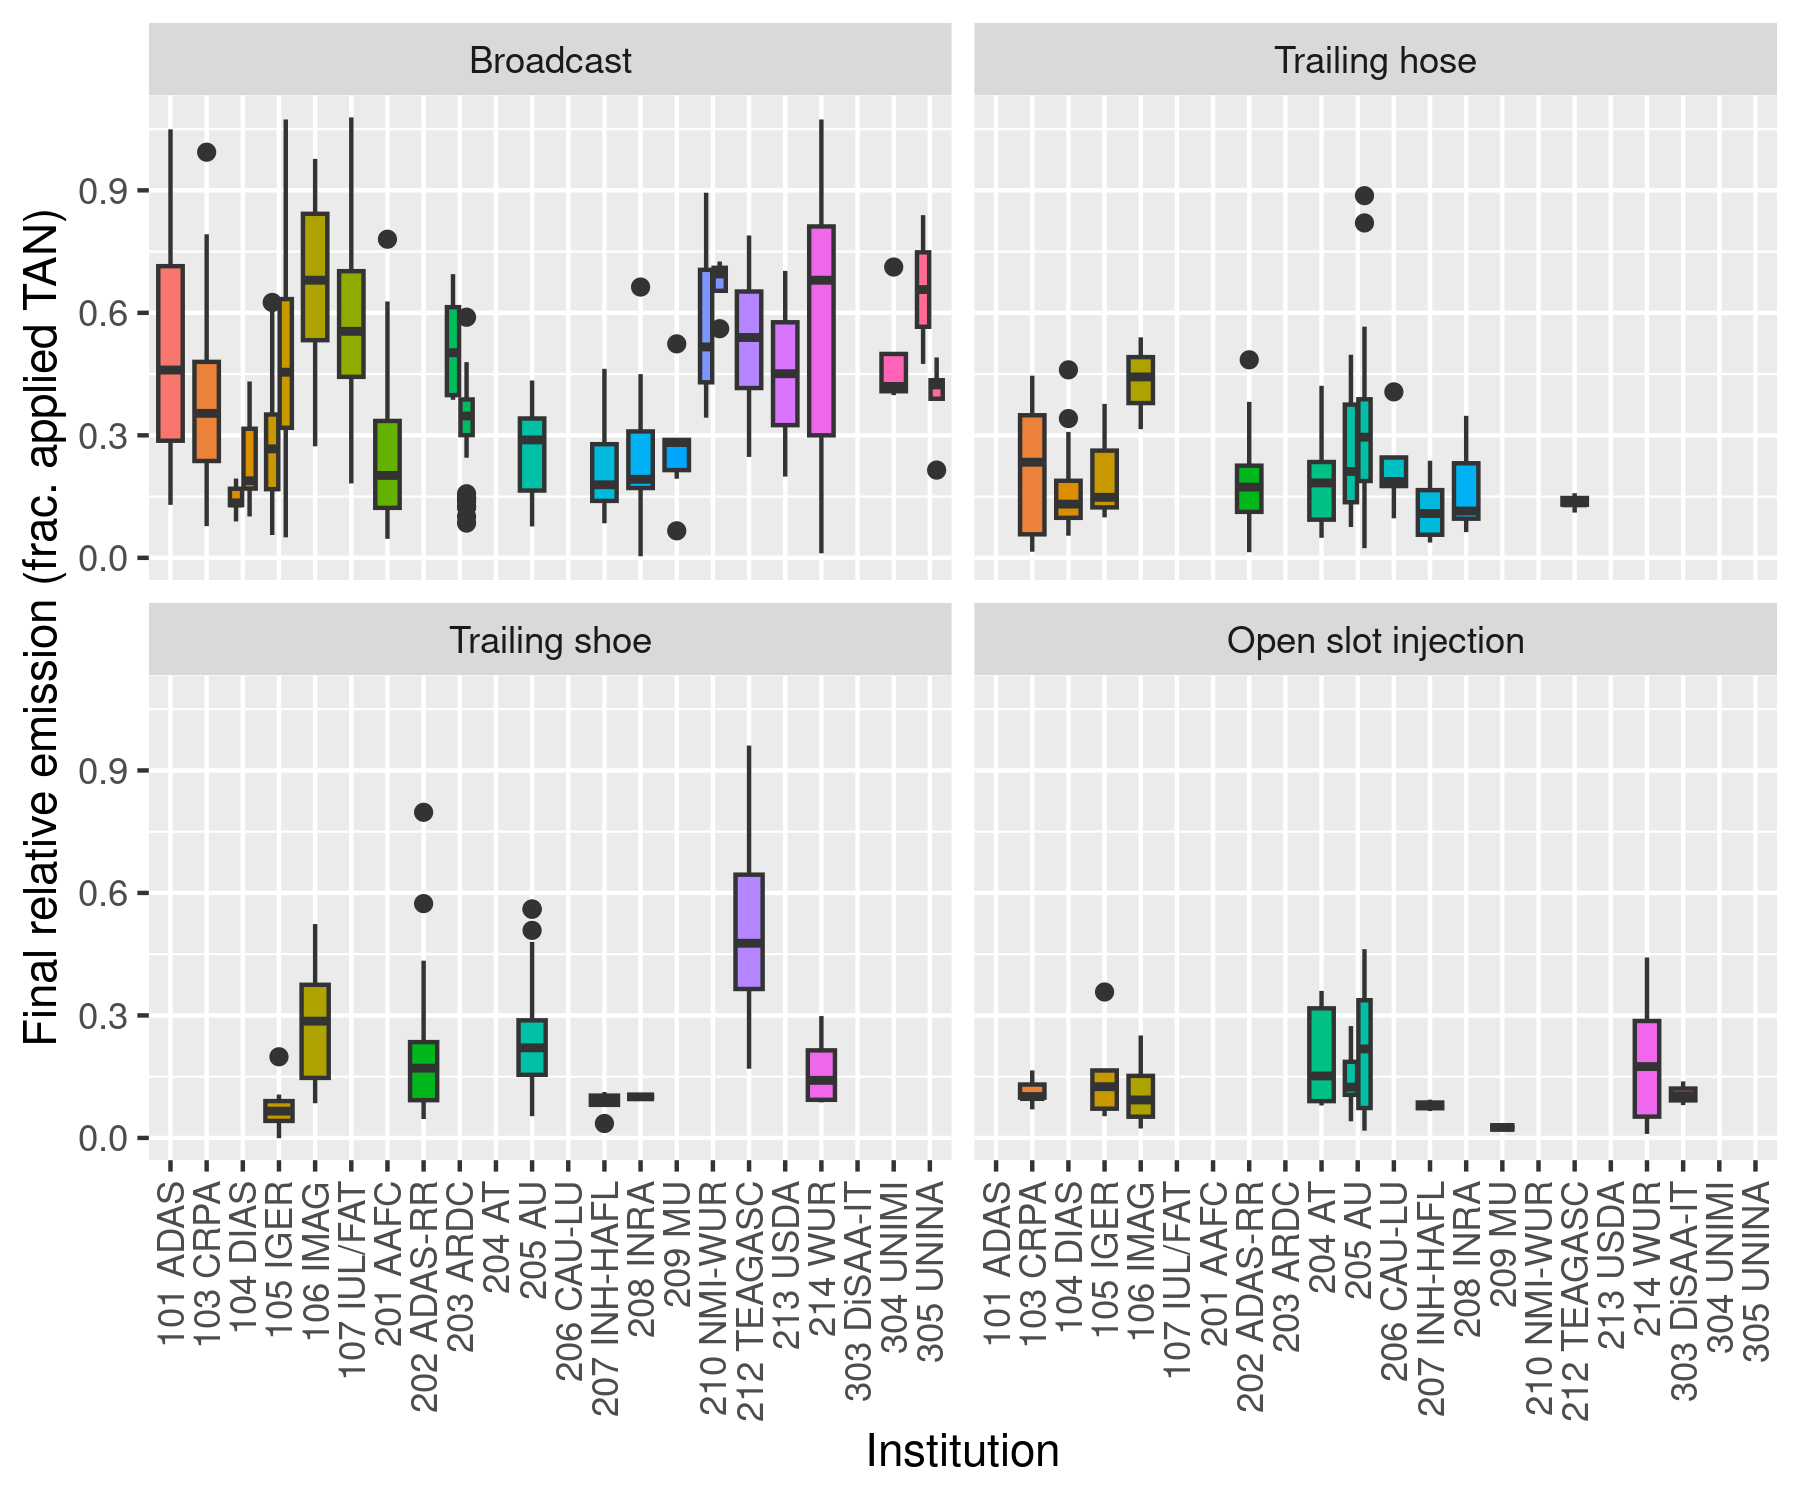 Broadcast
Trailing hose
Final relative emission (frac. applied TAN)
0.9
0.6
0.3
0.0
Trailing shoe
Open slot injection
0.9
0.6
0.3
0.0
101 ADAS
103 CRPA
104 DIAS
105 IGER
106 IMAG
107 IUL/FAT
201 AAFC
202 ADAS-RR
203 ARDC
204 AT
205 AU
206 CAU-LU
207 INH-HAFL
208 INRA
209 MU
210 NMI-WUR
212 TEAGASC
213 USDA
214 WUR
303 DiSAA-IT
304 UNIMI
305 UNINA
101 ADAS
103 CRPA
104 DIAS
105 IGER
106 IMAG
107 IUL/FAT
201 AAFC
202 ADAS-RR
203 ARDC
204 AT
205 AU
206 CAU-LU
207 INH-HAFL
208 INRA
209 MU
210 NMI-WUR
212 TEAGASC
213 USDA
214 WUR
303 DiSAA-IT
304 UNIMI
305 UNINA
Institution